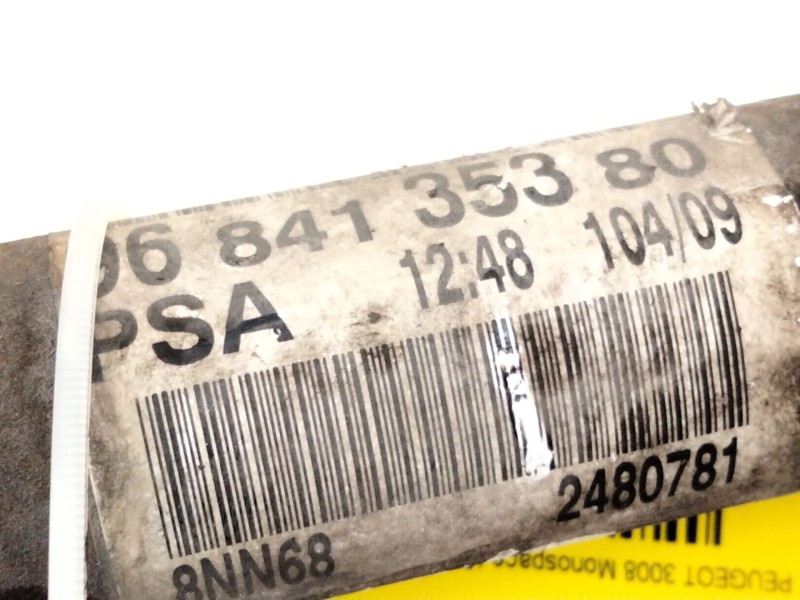 96 841 353 80
PSA 12:48 104/09
2480781
8NN68
PEUGEOT 3008 Monospace